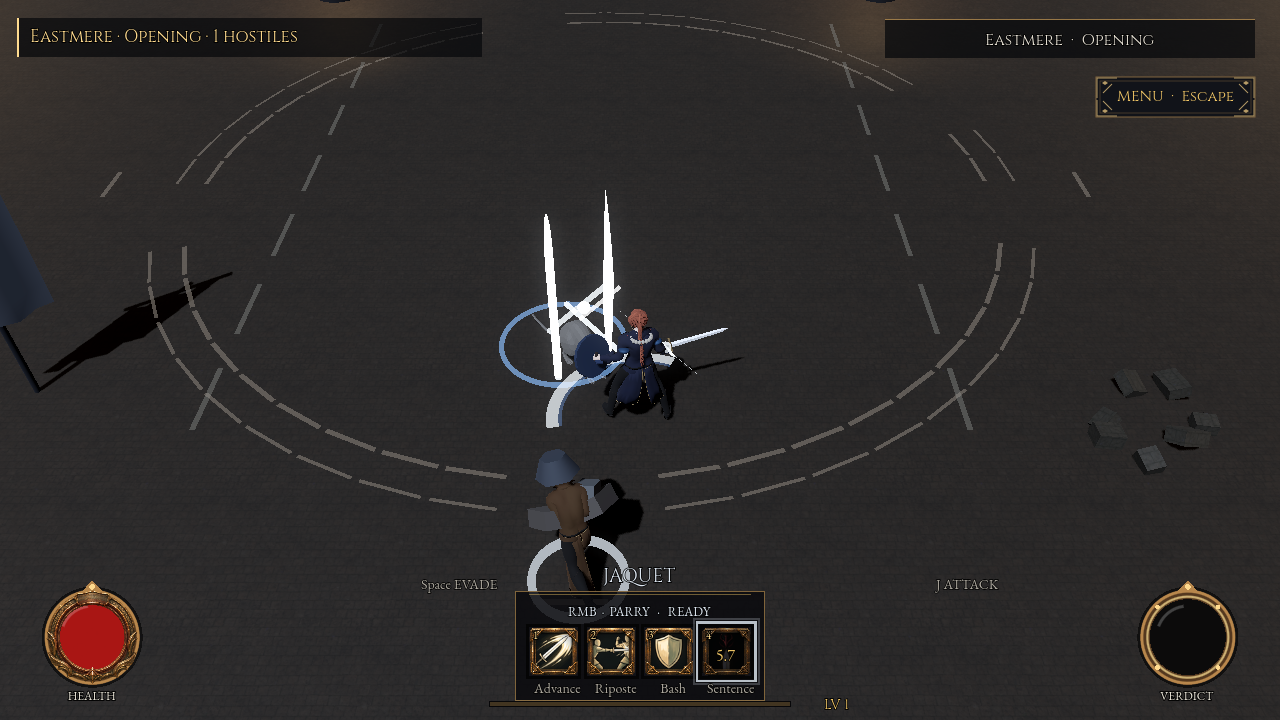 EASTMERE · OPENING · 1 HOSTILES
EASTMERE · OPENING
MENU · ESCAPE
Space EVADE
J ATTACK
JAQUET
RMB · PARRY · READY
2
3
4
5.7
Advance
Riposte
Bash
Sentence
HEALTH
VERDICT
LV 1